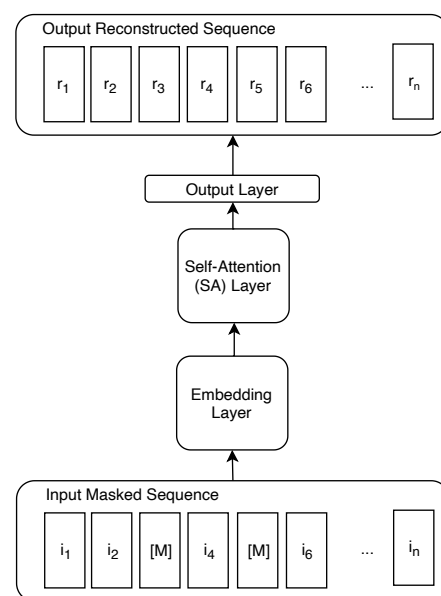 Output Reconstructed Sequence
r1 r2 r3 r4 r5 r6 ... rn
Output Layer
Self-Attention
(SA) Layer
Embedding
Layer
Input Masked Sequence
i1 i2 [M] i4 [M] i6 ... in